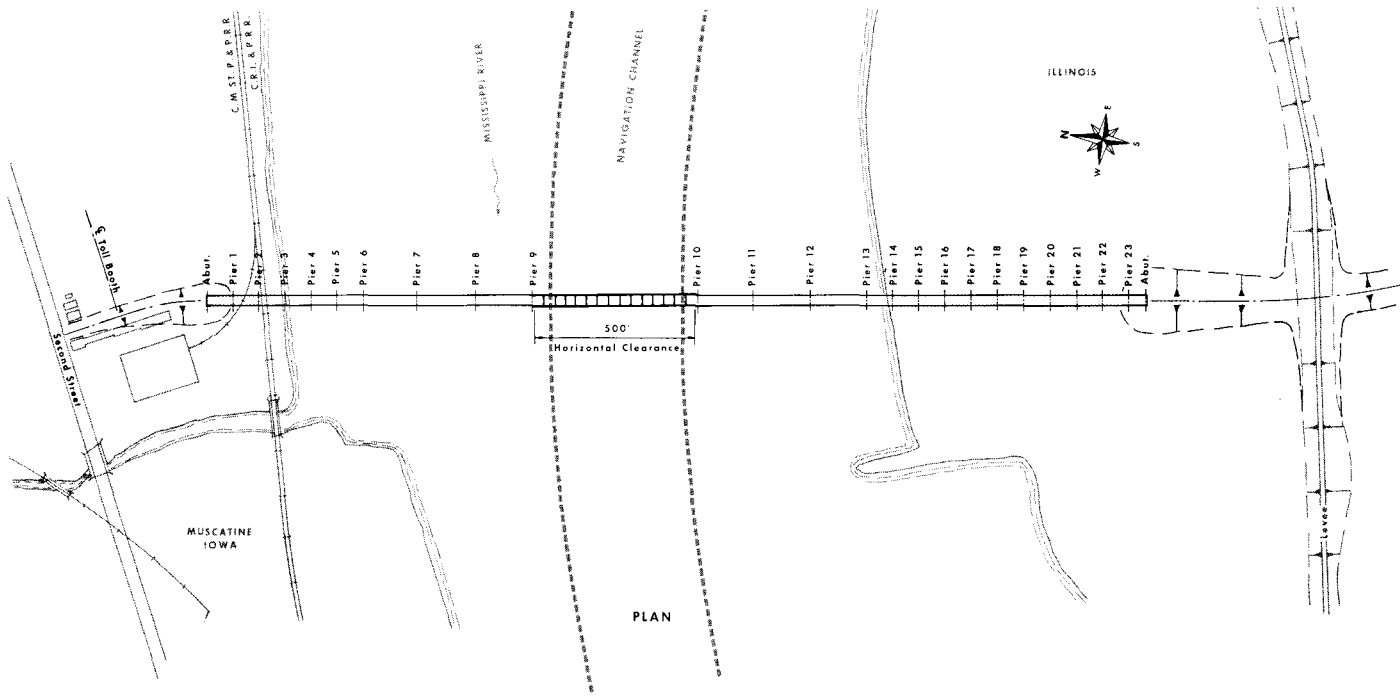 C. M. ST. P. & P. R. R.
C. R. I. & P. R. R.
MISSISSIPPI RIVER
NAVIGATION CHANNEL
ILLINOIS
N
E
S
W
℄ Toll Booth
Second Street
Abut.
Pier 1
Pier 2
Pier 3
Pier 4
Pier 5
Pier 6
Pier 7
Pier 8
Pier 9
Pier 10
Pier 11
Pier 12
Pier 13
Pier 14
Pier 15
Pier 16
Pier 17
Pier 18
Pier 19
Pier 20
Pier 21
Pier 22
Pier 23
Abut.
500'
Horizontal Clearance
MUSCATINE
IOWA
Levee
PLAN